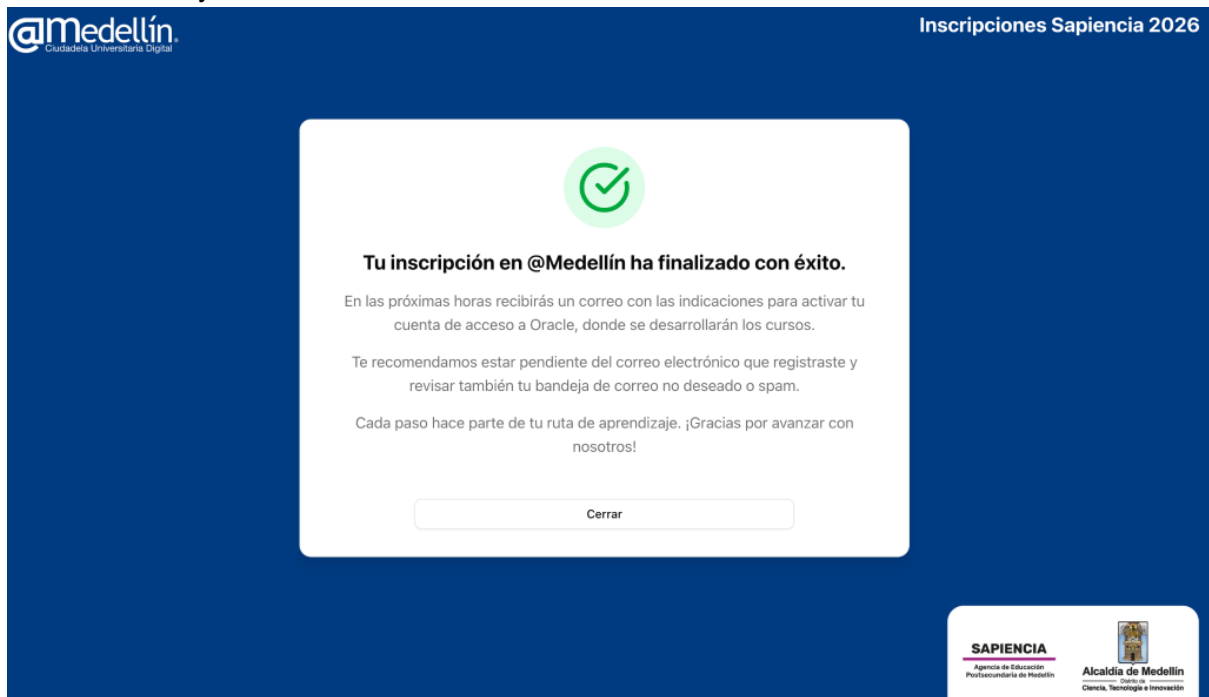 @Medellín.
Ciudadela Universitaria Digital
Inscripciones Sapiencia 2026
Tu inscripción en @Medellín ha finalizado con éxito.
En las próximas horas recibirás un correo con las indicaciones para activar tu
cuenta de acceso a Oracle, donde se desarrollarán los cursos.
Te recomendamos estar pendiente del correo electrónico que registraste y
revisar también tu bandeja de correo no deseado o spam.
Cada paso hace parte de tu ruta de aprendizaje. ¡Gracias por avanzar con
nosotros!
Cerrar
SAPIENCIA
Agencia de Educación
Postsecundaria de Medellín
Alcaldía de Medellín
Distrito de
Ciencia, Tecnología e Innovación